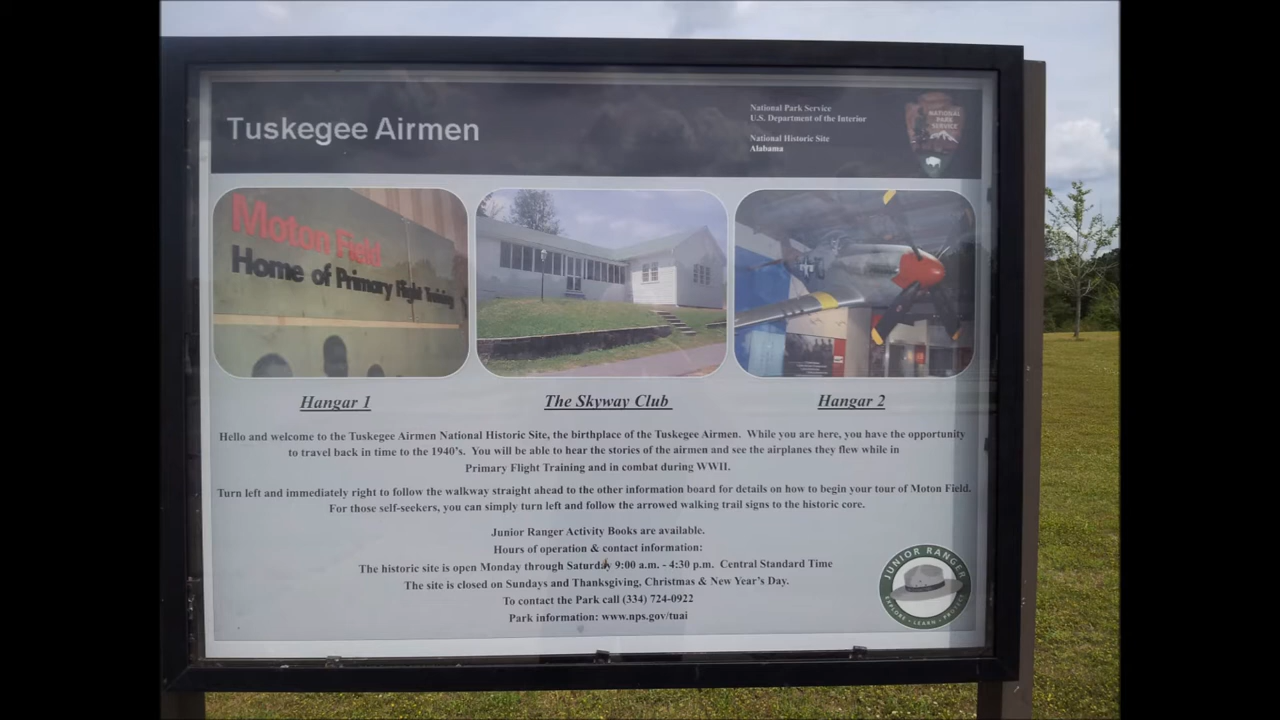 Tuskegee Airmen
National Park Service
U.S. Department of the Interior
National Historic Site
Alabama
NATIONAL
PARK
SERVICE
Moton Field
Home of Primary Flight Training
Hangar 1
The Skyway Club
Hangar 2
Hello and welcome to the Tuskegee Airmen National Historic Site, the birthplace of the Tuskegee Airmen. While you are here, you have the opportunity
to travel back in time to the 1940's. You will be able to hear the stories of the airmen and see the airplanes they flew while in
Primary Flight Training and in combat during WWII.
Turn left and immediately right to follow the walkway straight ahead to the other information board for details on how to begin your tour of Moton Field.
For those self-seekers, you can simply turn left and follow the arrowed walking trail signs to the historic core.
Junior Ranger Activity Books are available.
Hours of operation & contact information:
The historic site is open Monday through Saturday 9:00 a.m. - 4:30 p.m. Central Standard Time
The site is closed on Sundays and Thanksgiving, Christmas & New Year's Day.
To contact the Park call (334) 724-0922
Park information: www.nps.gov/tuai
JUNIOR RANGER
EXPLORE • LEARN • PROTECT